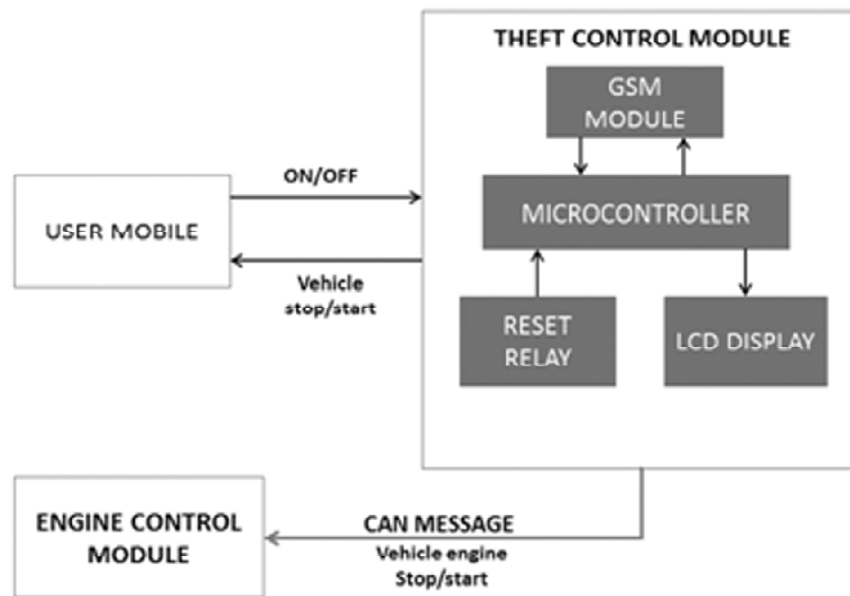 THEFT CONTROL MODULE
GSM
MODULE
ON/OFF
MICROCONTROLLER
USER MOBILE
Vehicle
stop/start
RESET
RELAY
LCD DISPLAY
ENGINE CONTROL
MODULE
CAN MESSAGE
Vehicle engine
Stop/start